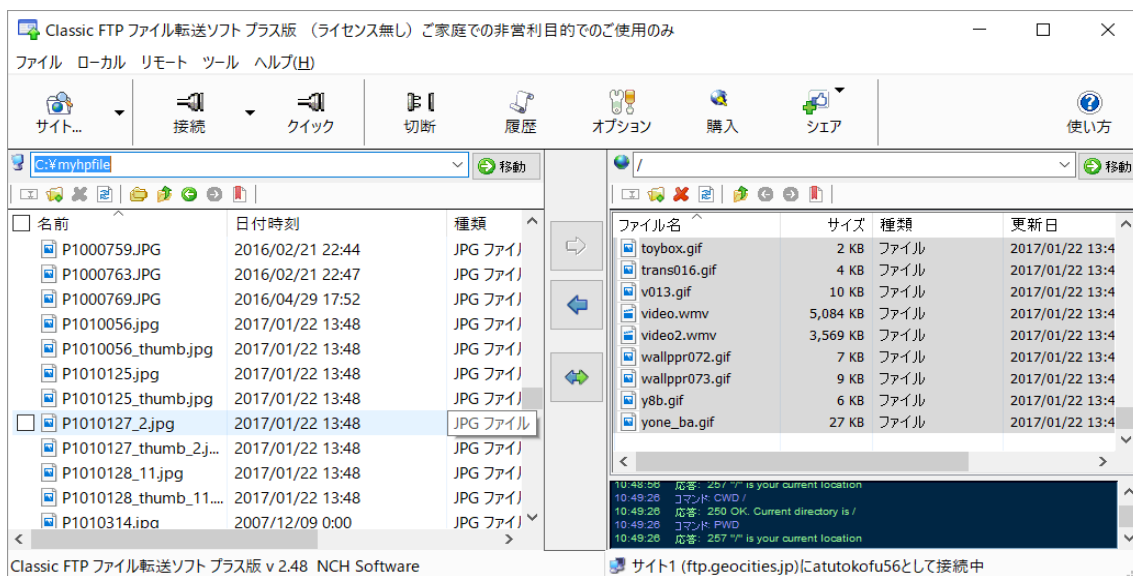 Classic FTP ファイル転送ソフト プラス版 （ライセンス無し）ご家庭での非営利目的でのご使用のみ
ファイル ローカル リモート ツール ヘルプ(H)
サイト... 接続 クイック 切断 履歴 オプション 購入 シェア 使い方
C:¥myhpfile 移動
/ 移動
名前 日付時刻 種類
P1000759.JPG 2016/02/21 22:44 JPG ファイル
P1000763.JPG 2016/02/21 22:47 JPG ファイル
P1000769.JPG 2016/04/29 17:52 JPG ファイル
P1010056.jpg 2017/01/22 13:48 JPG ファイル
P1010056_thumb.jpg 2017/01/22 13:48 JPG ファイル
P1010125.jpg 2017/01/22 13:48 JPG ファイル
P1010125_thumb.jpg 2017/01/22 13:48 JPG ファイル
P1010127_2.jpg 2017/01/22 13:48 JPG ファイル
P1010127_thumb_2.j... 2017/01/22 13:48 JPG ファイル
P1010128_11.jpg 2017/01/22 13:48 JPG ファイル
P1010128_thumb_11.... 2017/01/22 13:48 JPG ファイル
P1010314.jpg 2007/12/09 0:00 JPG ファイル
ファイル名 サイズ 種類 更新日
toybox.gif 2 KB ファイル 2017/01/22 13:4
trans016.gif 4 KB ファイル 2017/01/22 13:4
v013.gif 10 KB ファイル 2017/01/22 13:4
video.wmv 5,084 KB ファイル 2017/01/22 13:4
video2.wmv 3,569 KB ファイル 2017/01/22 13:4
wallppr072.gif 7 KB ファイル 2017/01/22 13:4
wallppr073.gif 9 KB ファイル 2017/01/22 13:4
y8b.gif 6 KB ファイル 2017/01/22 13:4
yone_ba.gif 27 KB ファイル 2017/01/22 13:4
10:48:56 応答: 257 "/" is your current location
10:49:26 コマンド: CWD /
10:49:26 応答: 250 OK. Current directory is /
10:49:26 コマンド: PWD
10:49:26 応答: 257 "/" is your current location
Classic FTP ファイル転送ソフト プラス版 v 2.48 NCH Software
サイト1 (ftp.geocities.jp)にatutokofu56として接続中